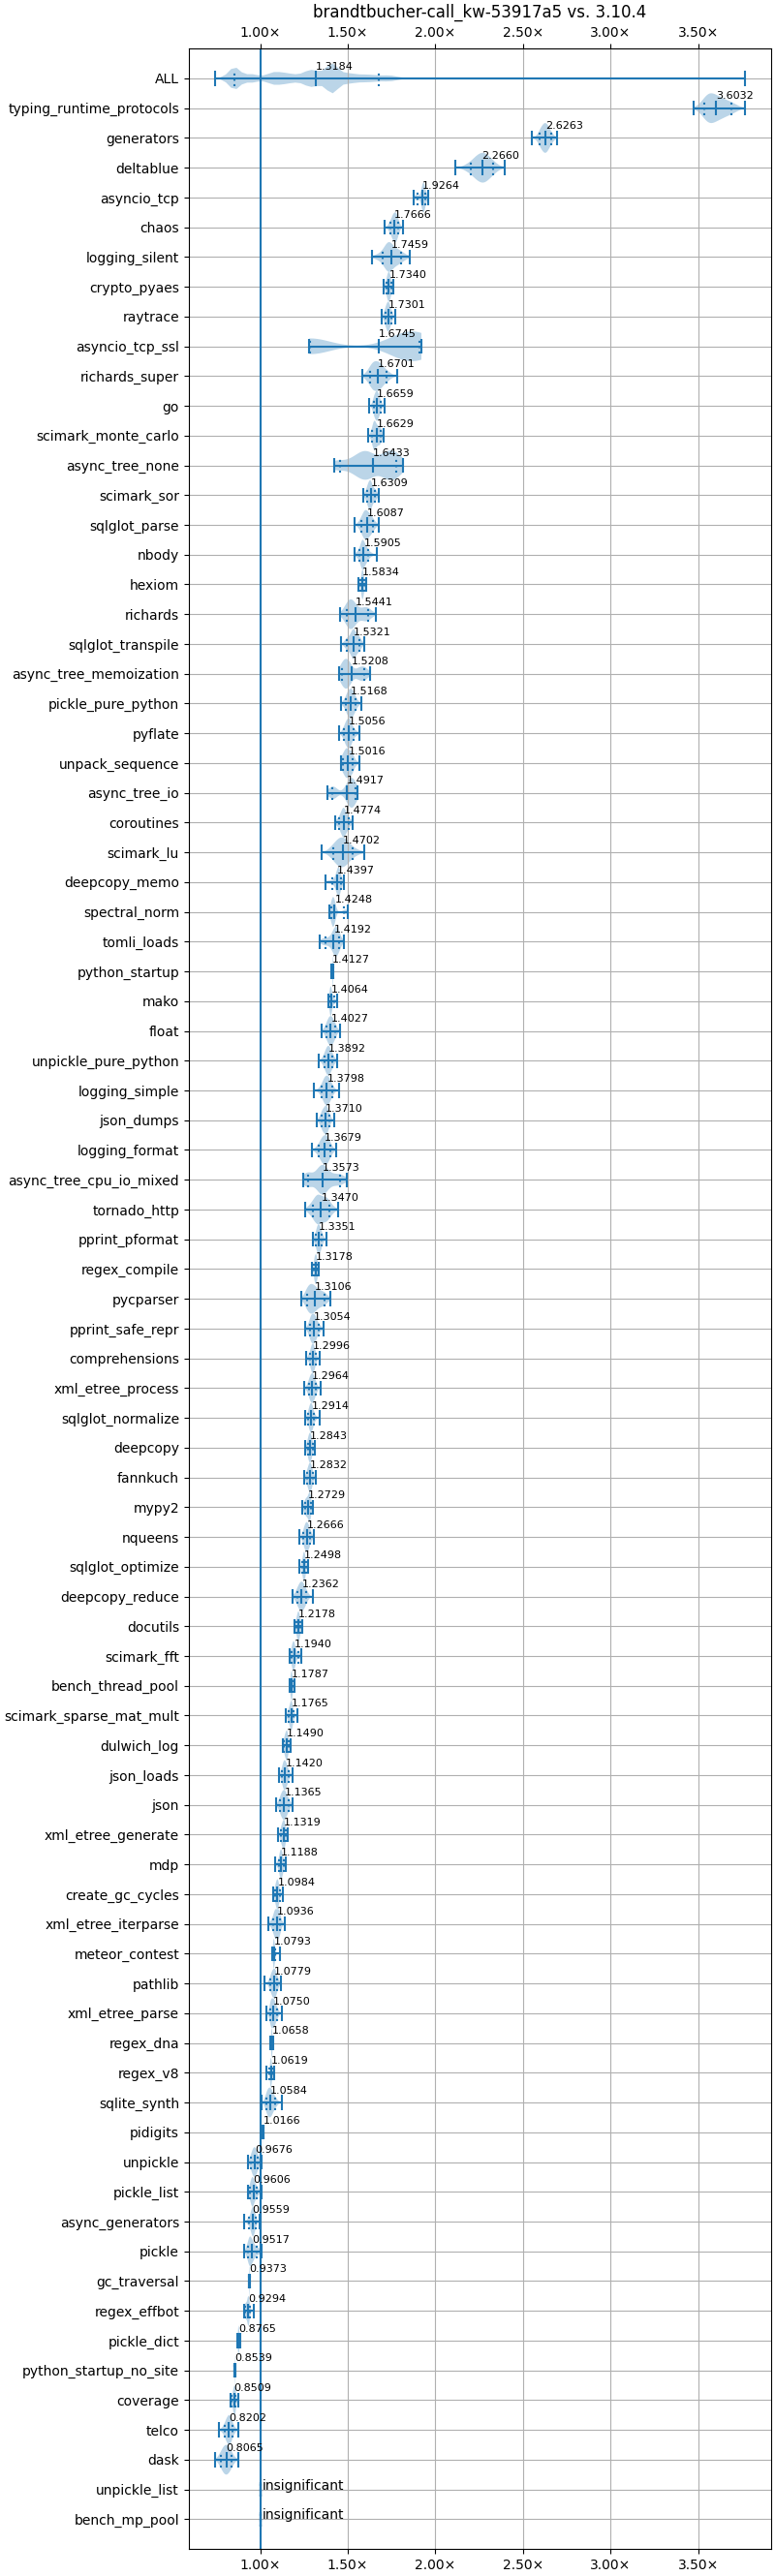 brandtbucher-call_kw-53917a5 vs. 3.10.4
1.00× 1.50× 2.00× 2.50× 3.00× 3.50×
ALL 1.3184
typing_runtime_protocols 3.6032
generators 2.6263
deltablue 2.2660
asyncio_tcp 1.9264
chaos 1.7666
logging_silent 1.7459
crypto_pyaes 1.7340
raytrace 1.7301
asyncio_tcp_ssl 1.6745
richards_super 1.6701
go 1.6659
scimark_monte_carlo 1.6629
async_tree_none 1.6433
scimark_sor 1.6309
sqlglot_parse 1.6087
nbody 1.5905
hexiom 1.5834
richards 1.5441
sqlglot_transpile 1.5321
async_tree_memoization 1.5208
pickle_pure_python 1.5168
pyflate 1.5056
unpack_sequence 1.5016
async_tree_io 1.4917
coroutines 1.4774
scimark_lu 1.4702
deepcopy_memo 1.4397
spectral_norm 1.4248
tomli_loads 1.4192
python_startup 1.4127
mako 1.4064
float 1.4027
unpickle_pure_python 1.3892
logging_simple 1.3798
json_dumps 1.3710
logging_format 1.3679
async_tree_cpu_io_mixed 1.3573
tornado_http 1.3470
pprint_pformat 1.3351
regex_compile 1.3178
pycparser 1.3106
pprint_safe_repr 1.3054
comprehensions 1.2996
xml_etree_process 1.2964
sqlglot_normalize 1.2914
deepcopy 1.2843
fannkuch 1.2832
mypy2 1.2729
nqueens 1.2666
sqlglot_optimize 1.2498
deepcopy_reduce 1.2362
docutils 1.2178
scimark_fft 1.1940
bench_thread_pool 1.1787
scimark_sparse_mat_mult 1.1765
dulwich_log 1.1490
json_loads 1.1420
json 1.1365
xml_etree_generate 1.1319
mdp 1.1188
create_gc_cycles 1.0984
xml_etree_iterparse 1.0936
meteor_contest 1.0793
pathlib 1.0779
xml_etree_parse 1.0750
regex_dna 1.0658
regex_v8 1.0619
sqlite_synth 1.0584
pidigits 1.0166
unpickle 0.9676
pickle_list 0.9606
async_generators 0.9559
pickle 0.9517
gc_traversal 0.9373
regex_effbot 0.9294
pickle_dict 0.8765
python_startup_no_site 0.8539
coverage 0.8509
telco 0.8202
dask 0.8065
unpickle_list insignificant
bench_mp_pool insignificant
1.00× 1.50× 2.00× 2.50× 3.00× 3.50×